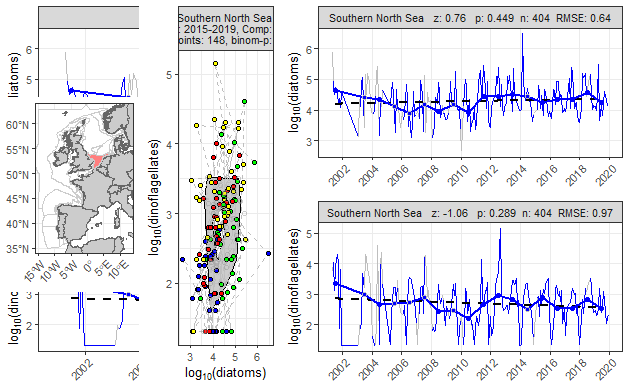 6
5
liatoms)
63°N
60°N
55°N
50°N
45°N
40°N
35°N
15°W
10°W
5°W
0°
5°E
10°E
log10(dinc
2
2002
Southern North Sea
: 2015-2019, Comp:
oints: 148, binom-p:
log10(dinoflagellates)
5
4
3
2
3
4
5
6
log10(diatoms)
Southern North Sea z: 0.76 p: 0.449 n: 404 RMSE: 0.64
log10(diatoms)
6
5
4
3
2002
2004
2006
2008
2010
2012
2014
2016
2018
2020
Southern North Sea z: -1.06 p: 0.289 n: 404 RMSE: 0.97
log10(dinoflagellates)
5
4
3
2
2002
2004
2006
2008
2010
2012
2014
2016
2018
2020